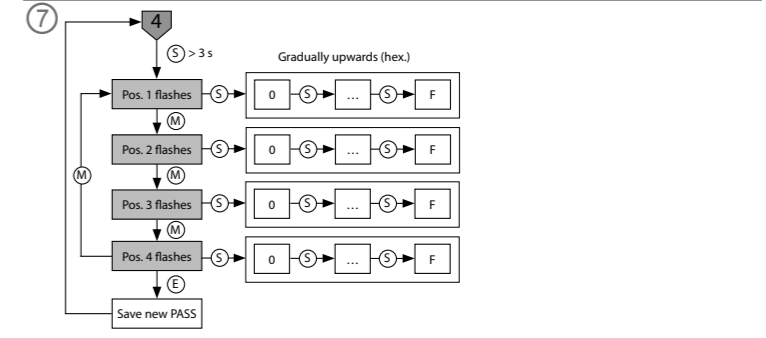 7
4
S > 3 s
Gradually upwards (hex.)
Pos. 1 flashes S 0 S ... S F
M
Pos. 2 flashes S 0 S ... S F
M
M
Pos. 3 flashes S 0 S ... S F
M
Pos. 4 flashes S 0 S ... S F
E
Save new PASS